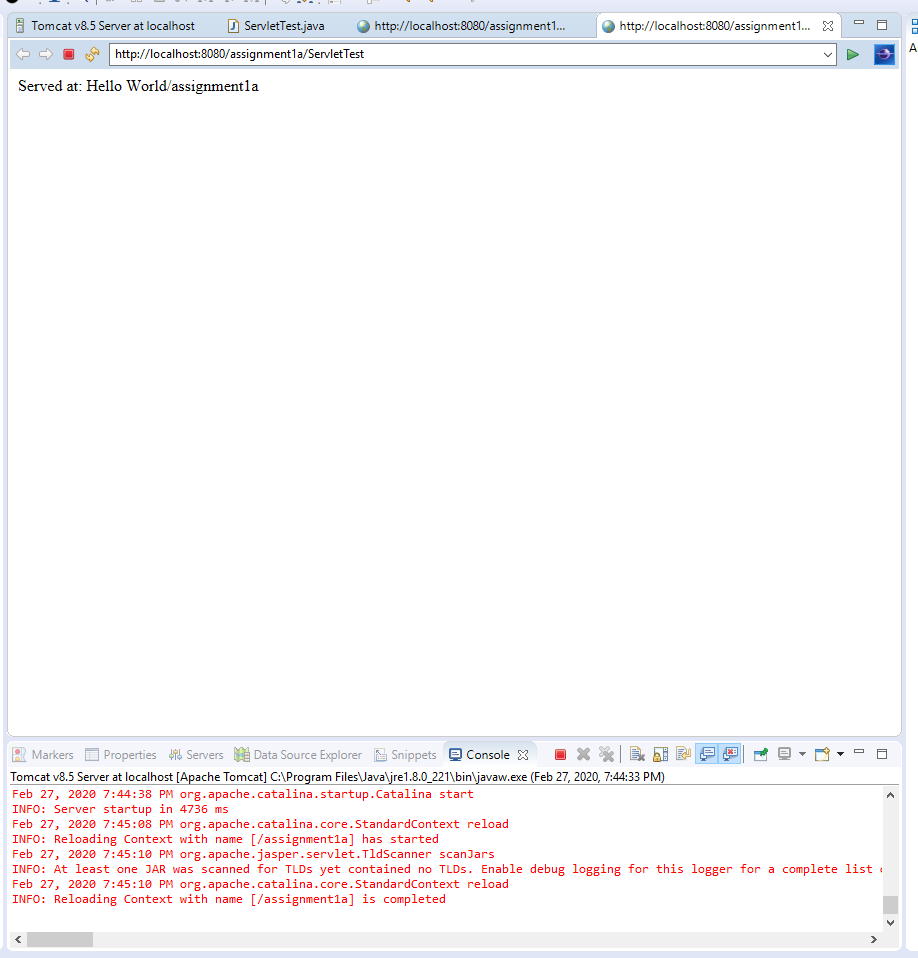 Tomcat v8.5 Server at localhost
ServletTest.java
http://localhost:8080/assignment1...
http://localhost:8080/assignment1...
http://localhost:8080/assignment1a/ServletTest
Served at: Hello World/assignment1a
Markers
Properties
Servers
Data Source Explorer
Snippets
Console
Tomcat v8.5 Server at localhost [Apache Tomcat] C:\Program Files\Java\jre1.8.0_221\bin\javaw.exe (Feb 27, 2020, 7:44:33 PM)
Feb 27, 2020 7:44:38 PM org.apache.catalina.startup.Catalina start
INFO: Server startup in 4736 ms
Feb 27, 2020 7:45:08 PM org.apache.catalina.core.StandardContext reload
INFO: Reloading Context with name [/assignment1a] has started
Feb 27, 2020 7:45:10 PM org.apache.jasper.servlet.TldScanner scanJars
INFO: At least one JAR was scanned for TLDs yet contained no TLDs. Enable debug logging for this logger for a complete list
Feb 27, 2020 7:45:10 PM org.apache.catalina.core.StandardContext reload
INFO: Reloading Context with name [/assignment1a] is completed